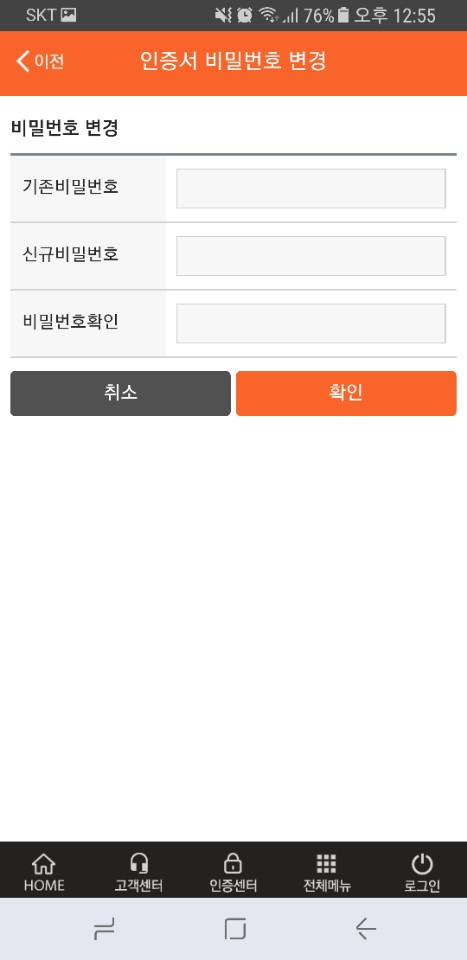 SKT 76% 오후 12:55
이전 인증서 비밀번호 변경
비밀번호 변경
기존비밀번호
신규비밀번호
비밀번호확인
취소 확인
HOME 고객센터 인증센터 전체메뉴 로그인